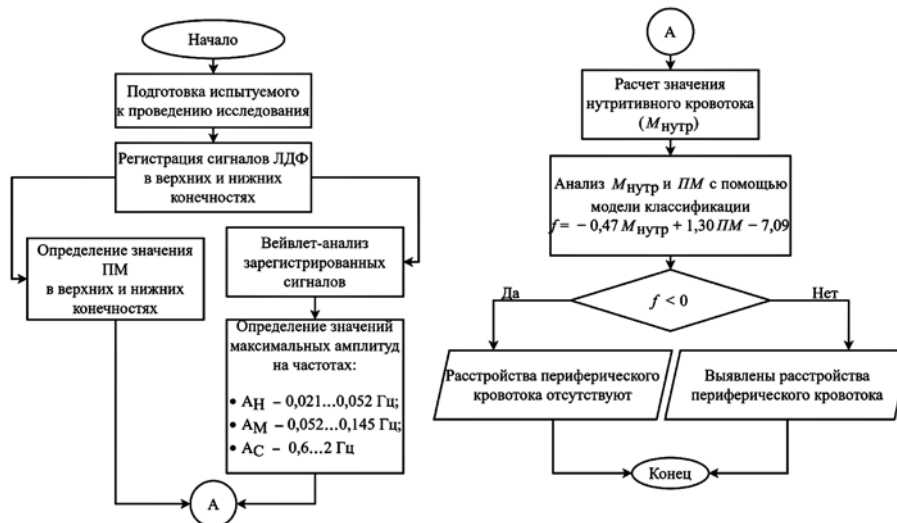 Начало
Подготовка испытуемого
к проведению исследования
Регистрация сигналов ЛДФ
в верхних и нижних
конечностях
Определение значения
ПМ
в верхних и нижних
конечностях
Вейвлет-анализ
зарегистрированных
сигналов
Определение значений
максимальных амплитуд
на частотах:
• АН – 0,021...0,052 Гц;
• АМ – 0,052...0,145 Гц;
• АС – 0,6...2 Гц
А
А
Расчет значения
нутритивного кровотока
(Mнутр)
Анализ Mнутр и ПМ с помощью
модели классификации
f = – 0,47 Mнутр + 1,30 ПМ – 7,09
Да
f < 0
Нет
Расстройства периферического
кровотока отсутствуют
Выявлены расстройства
периферического кровотока
Конец